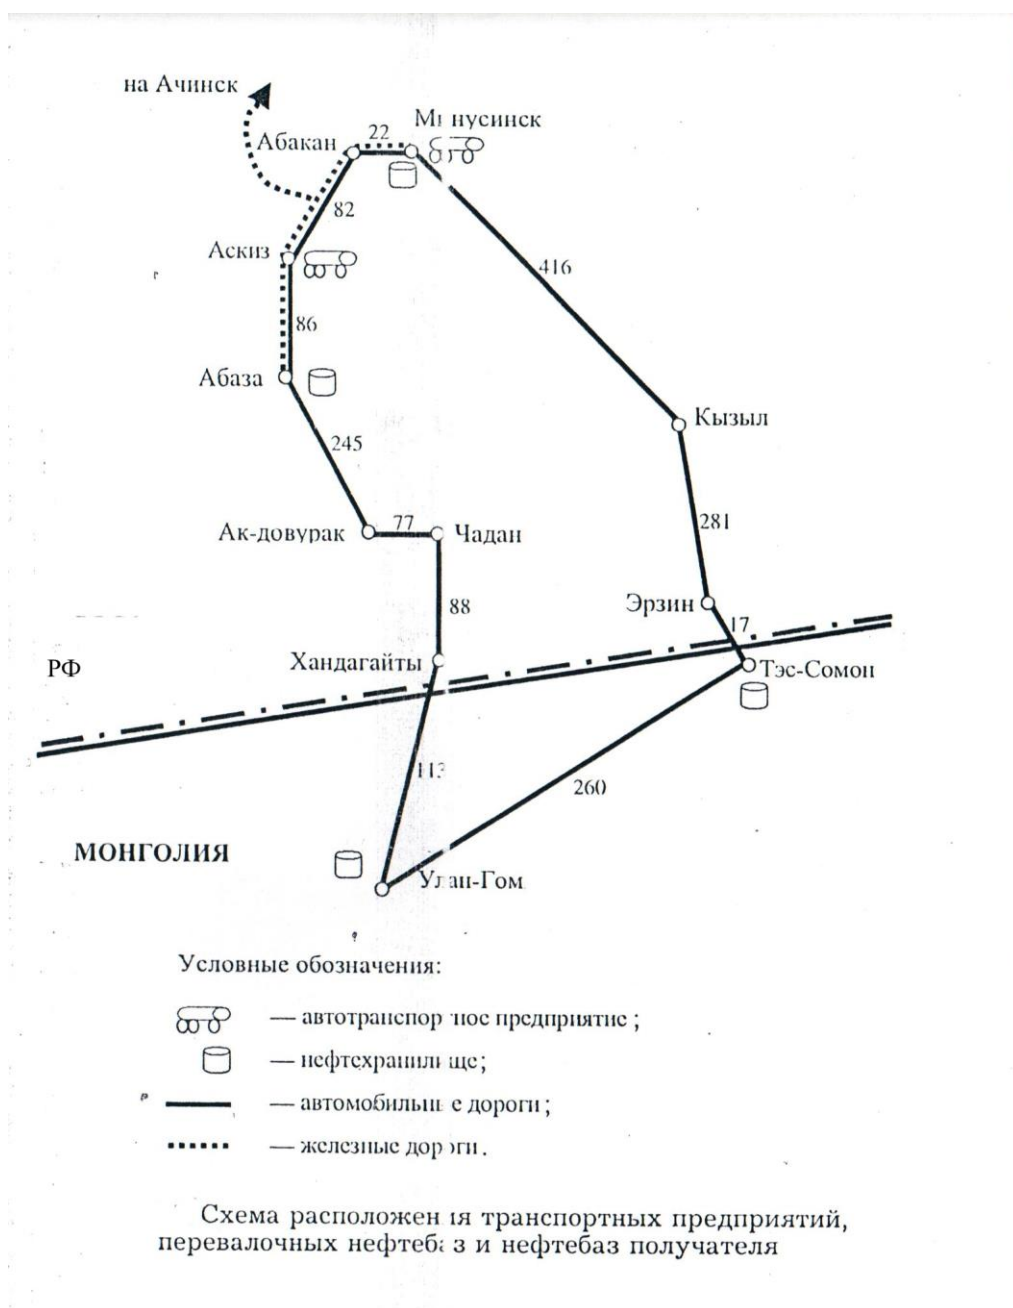 на Ачинск
Абакан
22
Минусинск
82
Аскиз
416
86
Абаза
Кызыл
245
Ак-довурак
77
Чадан
281
88
Эрзин
17
РФ
Хандагайты
Тэс-Сомон
113
260
МОНГОЛИЯ
Улан-Гом
Условные обозначения:
— автотранспортное предприятие ;
— нефтехранилище;
— автомобильные дороги ;
— железные дороги .
Схема расположения транспортных предприятий,
перевалочных нефтебаз и нефтебаз получателя